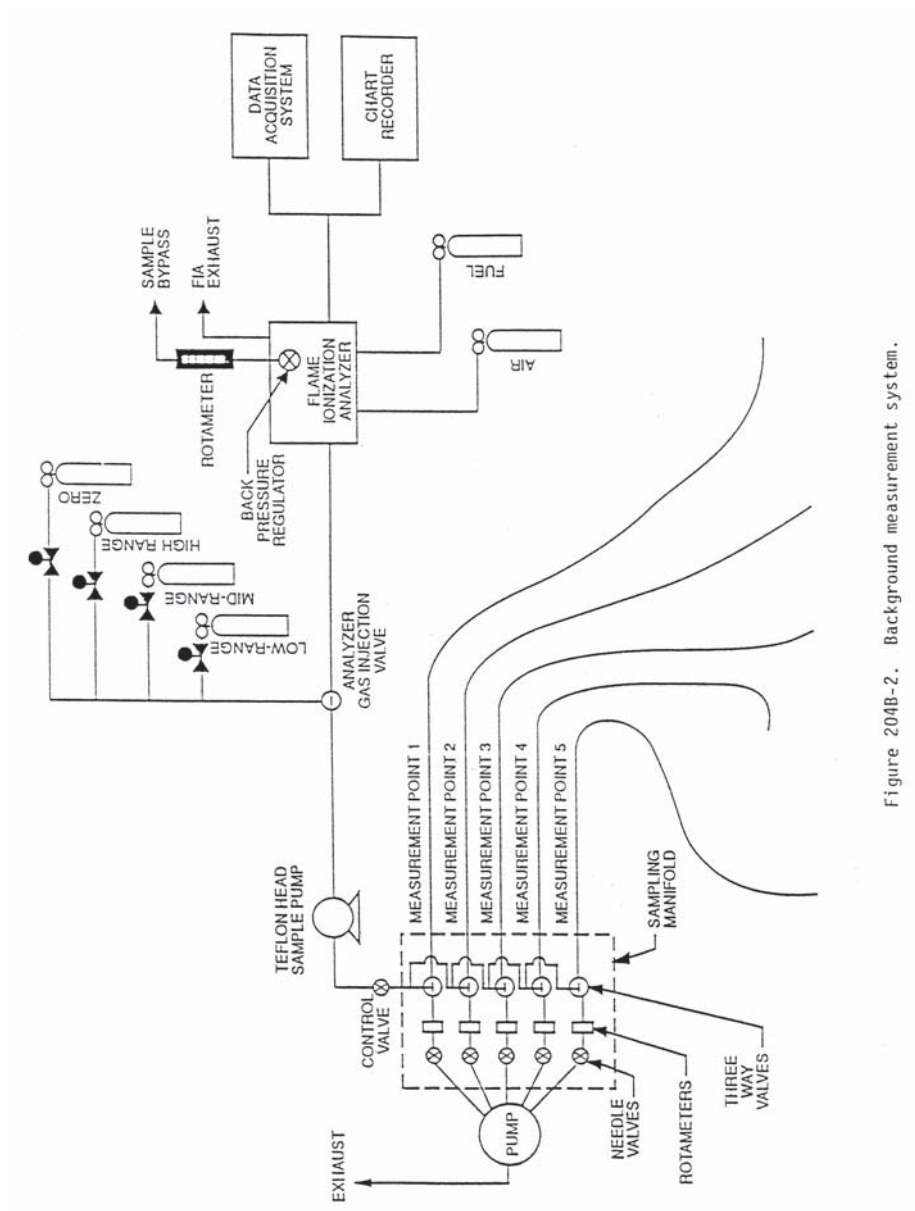 ZERO
HIGH RANGE
MID-RANGE
LOW-RANGE
ANALYZER
GAS INJECTION
VALVE
ROTAMETER
SAMPLE
BYPASS
FIA
EXHAUST
BACK
PRESSURE
REGULATOR
FLAME
IONIZATION
ANALYZER
DATA
ACQUISITION
SYSTEM
CHART
RECORDER
AIR
FUEL
TEFLON HEAD
SAMPLE PUMP
CONTROL
VALVE
MEASUREMENT POINT 1
MEASUREMENT POINT 2
MEASUREMENT POINT 3
MEASUREMENT POINT 4
MEASUREMENT POINT 5
SAMPLING
MANIFOLD
EXHAUST
PUMP
NEEDLE
VALVES
ROTAMETERS
THREE
WAY
VALVES
Figure 204B-2. Background measurement system.